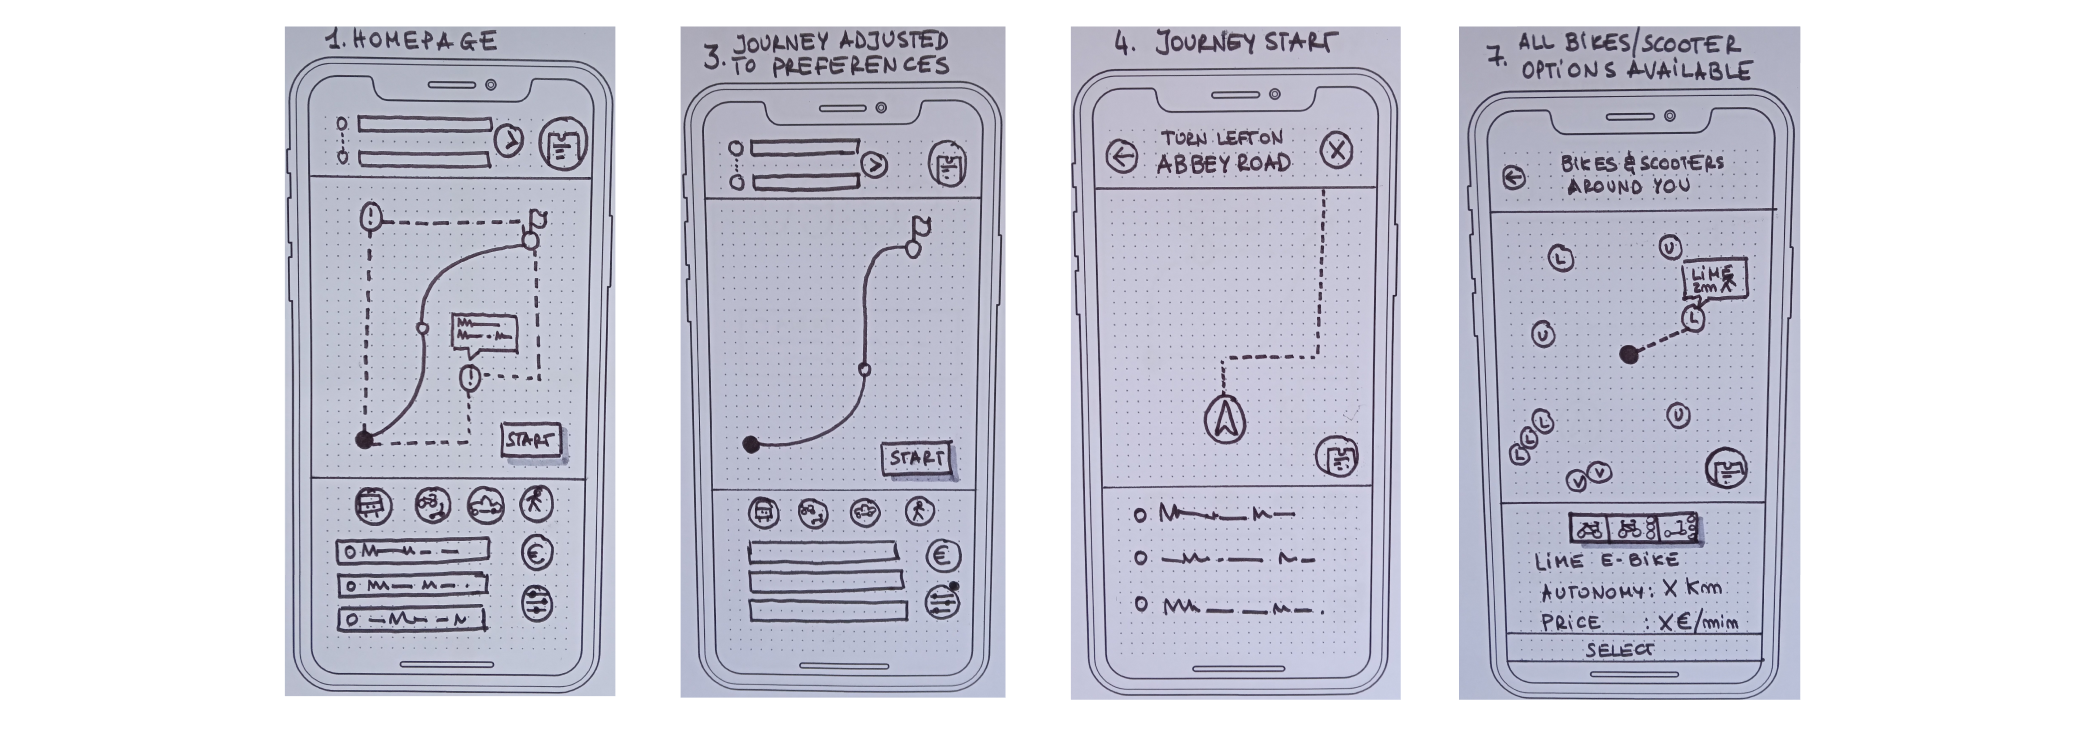 1. HOMEPAGE
START
€
3. JOURNEY ADJUSTED
TO PREFERENCES
START
€
4. JOURNEY START
TURN LEFT ON
ABBEY ROAD
7. ALL BIKES/SCOOTER
OPTIONS AVAILABLE
BIKES & SCOOTERS
AROUND YOU
L
U
LIME
2m
L
U
U
L
L
L
V
V
LIME E-BIKE
AUTONOMY: X Km
PRICE : X€/min
SELECT